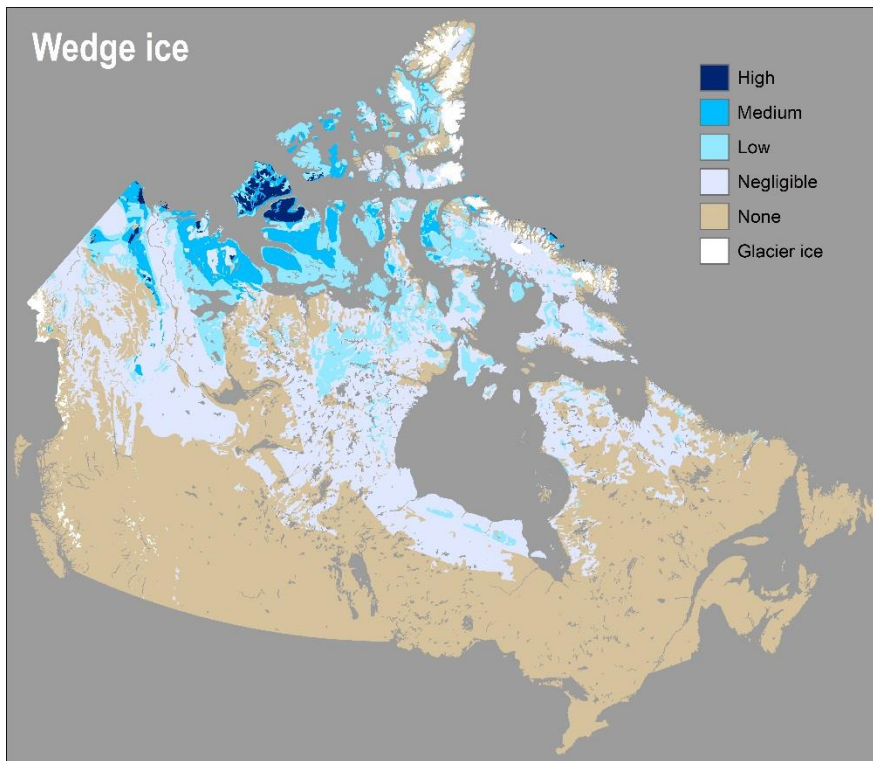 Wedge ice
High
Medium
Low
Negligible
None
Glacier ice